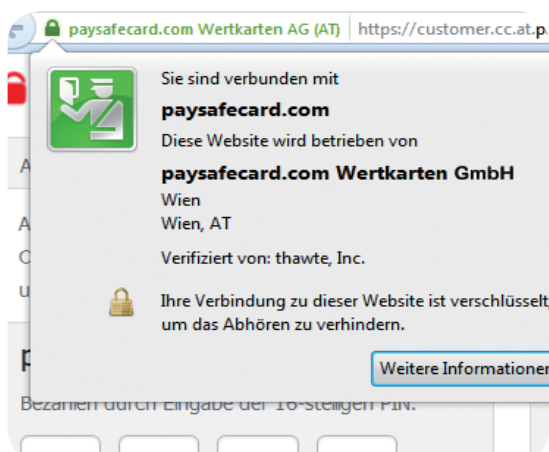 paysafecard.com Wertkarten AG (AT) https://customer.cc.at.p
Sie sind verbunden mit
paysafecard.com
Diese Website wird betrieben von
paysafecard.com Wertkarten GmbH
Wien
Wien, AT
Verifiziert von: thawte, Inc.
Ihre Verbindung zu dieser Website ist verschlüsselt,
um das Abhören zu verhindern.
Weitere Informationen
Bezahlen durch Eingabe der 16-stelligen PIN.